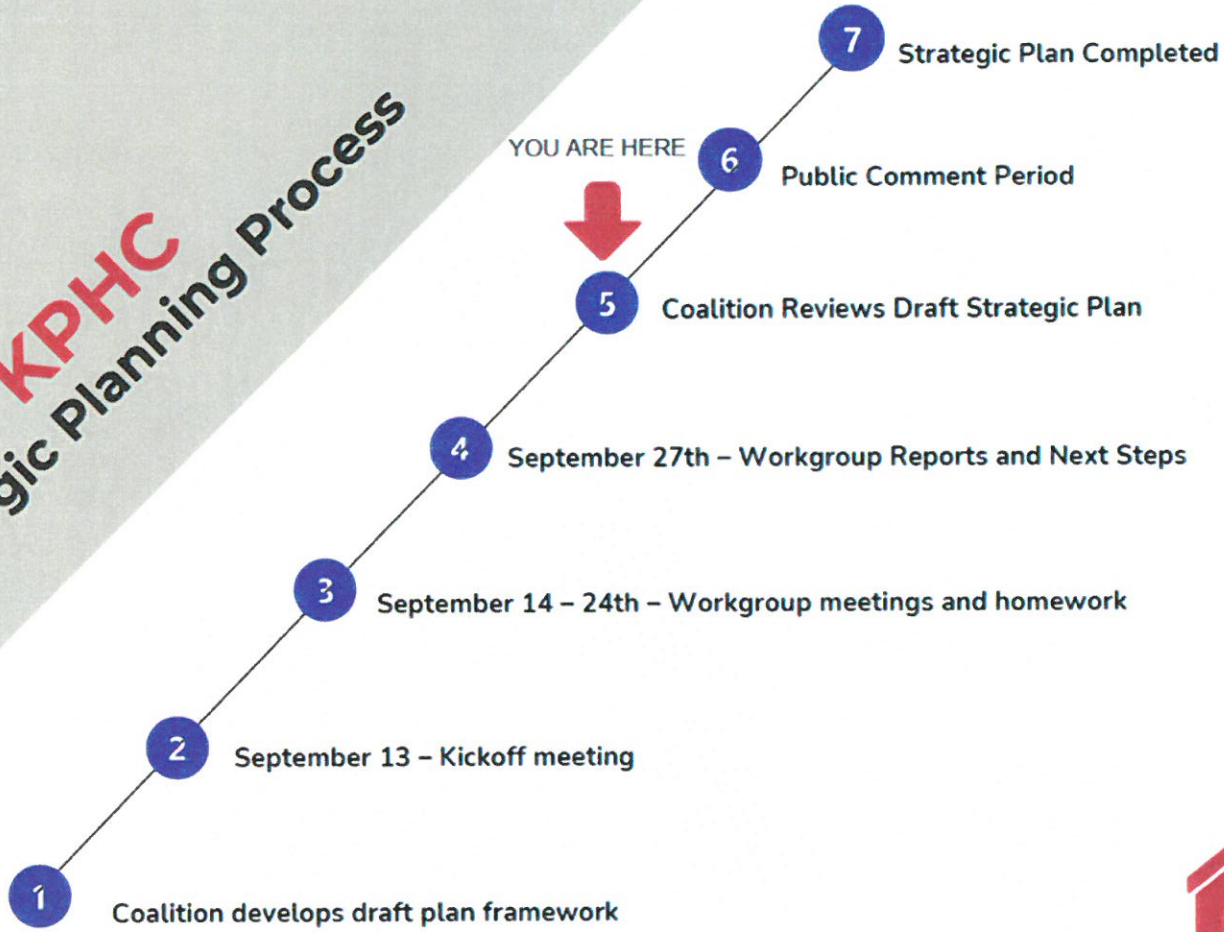 KPHC
gic Planning Process
7 Strategic Plan Completed
YOU ARE HERE
6 Public Comment Period
5 Coalition Reviews Draft Strategic Plan
4 September 27th – Workgroup Reports and Next Steps
3 September 14 – 24th – Workgroup meetings and homework
2 September 13 – Kickoff meeting
1 Coalition develops draft plan framework